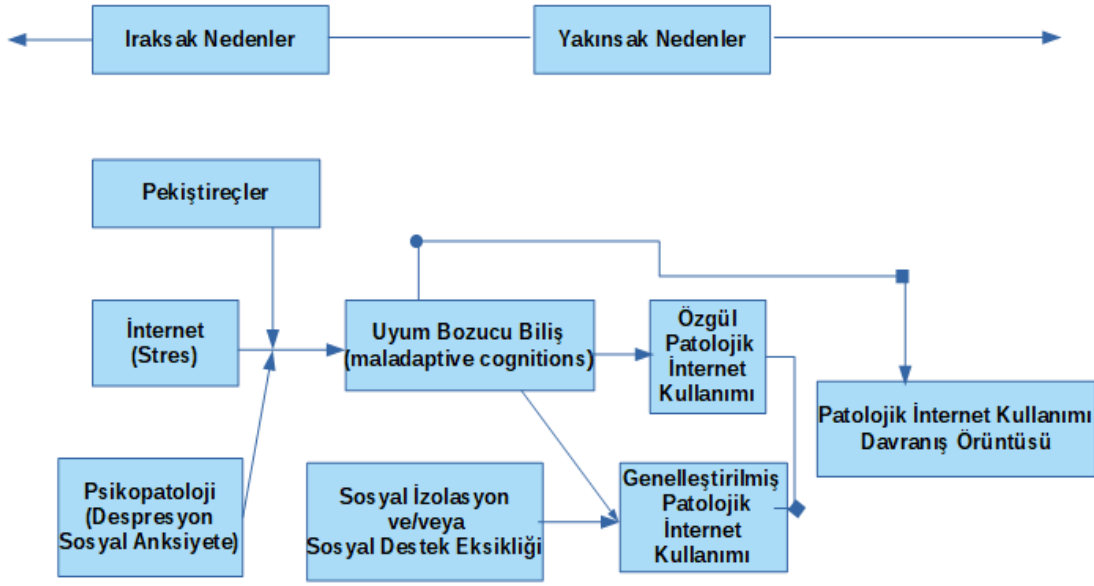 Iraksak Nedenler
Yakınsak Nedenler
Pekiştireçler
İnternet
(Stres)
Uyum Bozucu Biliş
(maladaptive cognitions)
Özgül
Patolojik
İnternet
Kullanımı
Patolojik İnternet Kullanımı
Davranış Örüntüsü
Psikopatoloji
(Despresyon
Sosyal Anksiyete)
Sosyal İzolasyon
ve/veya
Sosyal Destek Eksikliği
Genelleştirilmiş
Patolojik
İnternet
Kullanımı